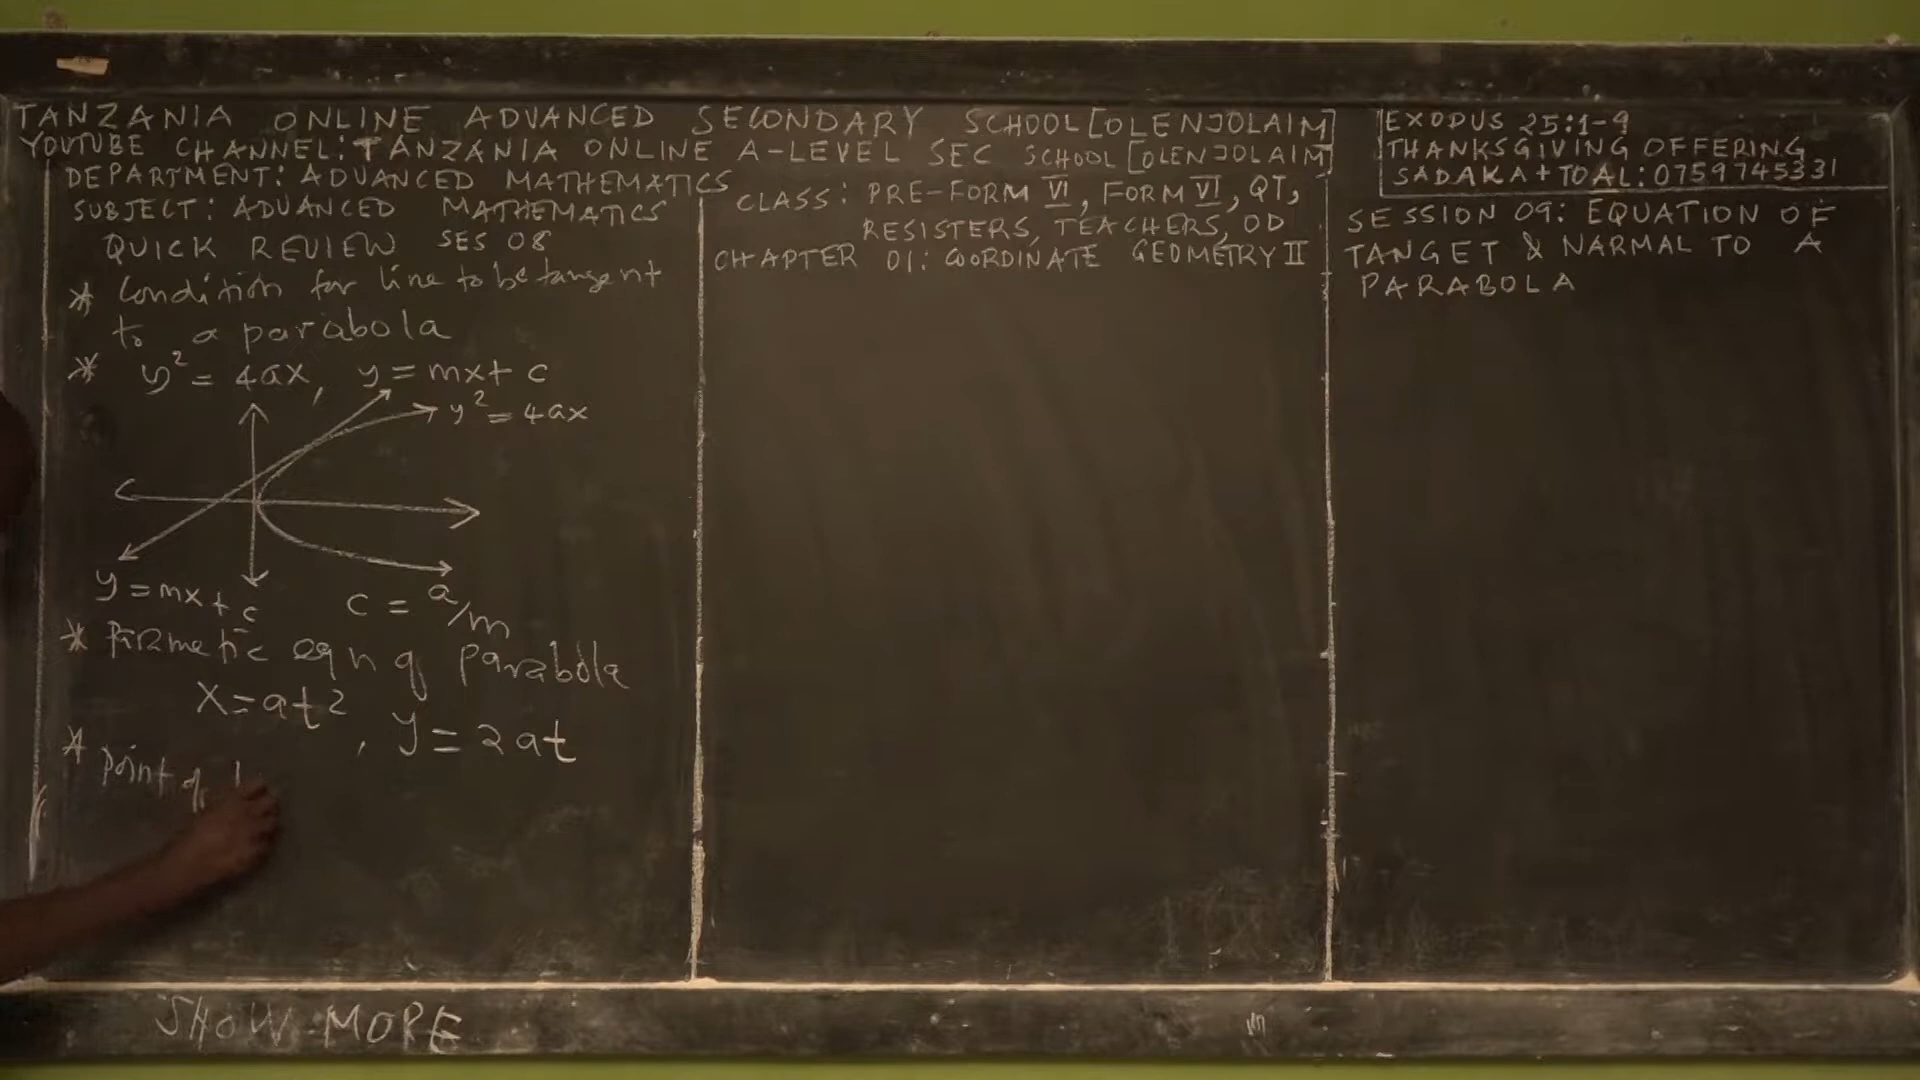 TANZANIA ONLINE ADVANCED SECONDARY SCHOOL [OLENJOLAIM]
YOUTUBE CHANNEL: TANZANIA ONLINE A-LEVEL SEC SCHOOL [OLENJOLAIM]
DEPARTMENT: ADVANCED MATHEMATICS
SUBJECT: ADVANCED MATHEMATICS
QUICK REVIEW SES 08
* Condition for line to be tangent
to a parabola
* y² = 4ax, y = mx + c
y² = 4ax
y = mx + c
c = a/m
eqn of parabola
x = at², y = 2at
* point of
CLASS: PRE-FORM VI, FORM VI, QT,
RESISTERS, TEACHERS, OD
CHAPTER 01: COORDINATE GEOMETRY II
EXODUS 25:1-9
THANKSGIVING OFFERING
SADAKA + TOAL: 0759745331
SESSION 09: EQUATION OF
TANGET & NARMAL TO A
PARABOLA
SHOW MORE